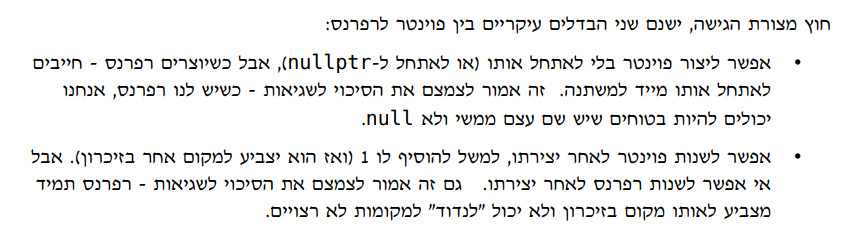 חוץ מצורת הגישה, ישנם שני הבדלים עיקריים בין פוינטר לרפרנס:
• אפשר ליצור פוינטר בלי לאתחל אותו (או לאתחל ל-nullptr), אבל כשיוצרים רפרנס - חייבים
לאתחל אותו מייד למשתנה. זה אמור לצמצם את הסיכוי לשגיאות - כשיש לנו רפרנס, אנחנו
יכולים להיות בטוחים שיש שם עצם ממשי ולא null.
• אפשר לשנות פוינטר לאחר יצירתו, למשל להוסיף לו 1 (ואז הוא יצביע למקום אחר בזיכרון). אבל
אי אפשר לשנות רפרנס לאחר יצירתו. גם זה אמור לצמצם את הסיכוי לשגיאות - רפרנס תמיד
מצביע לאותו מקום בזיכרון ולא יכול "לנדוד" למקומות לא רצויים.